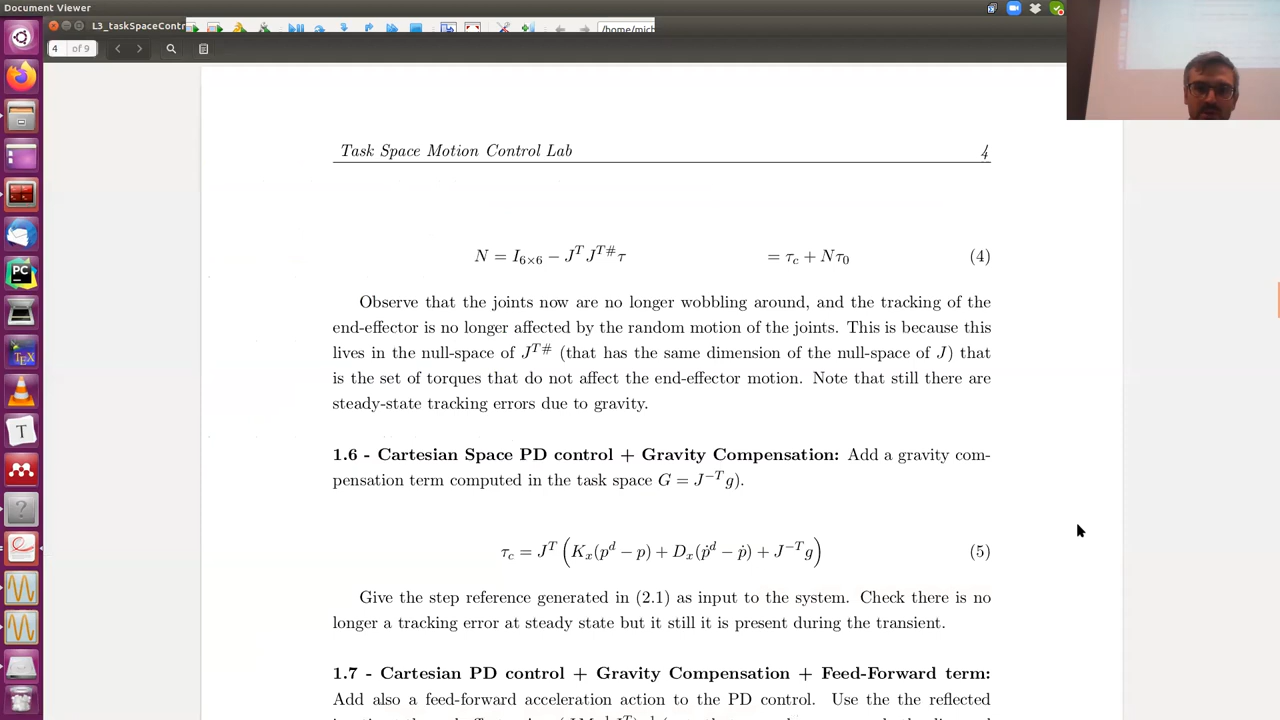 Document Viewer
L3_taskSpaceContr
/home/mich
4 of 9
Task Space Motion Control Lab 4
N = I_{6×6} − J^T J^{T#} τ = τ_c + Nτ_0 (4)
Observe that the joints now are no longer wobbling around, and the tracking of the
end-effector is no longer affected by the random motion of the joints. This is because this
lives in the null-space of J^{T#} (that has the same dimension of the null-space of J) that
is the set of torques that do not affect the end-effector motion. Note that still there are
steady-state tracking errors due to gravity.
1.6 - Cartesian Space PD control + Gravity Compensation: Add a gravity com-
pensation term computed in the task space G = J^{−T}g).
τ_c = J^T (K_x(p^d − p) + D_x(ṗ^d − ṗ) + J^{−T}g) (5)
Give the step reference generated in (2.1) as input to the system. Check there is no
longer a tracking error at steady state but it still it is present during the transient.
1.7 - Cartesian PD control + Gravity Compensation + Feed-Forward term:
Add also a feed-forward acceleration action to the PD control. Use the the reflected